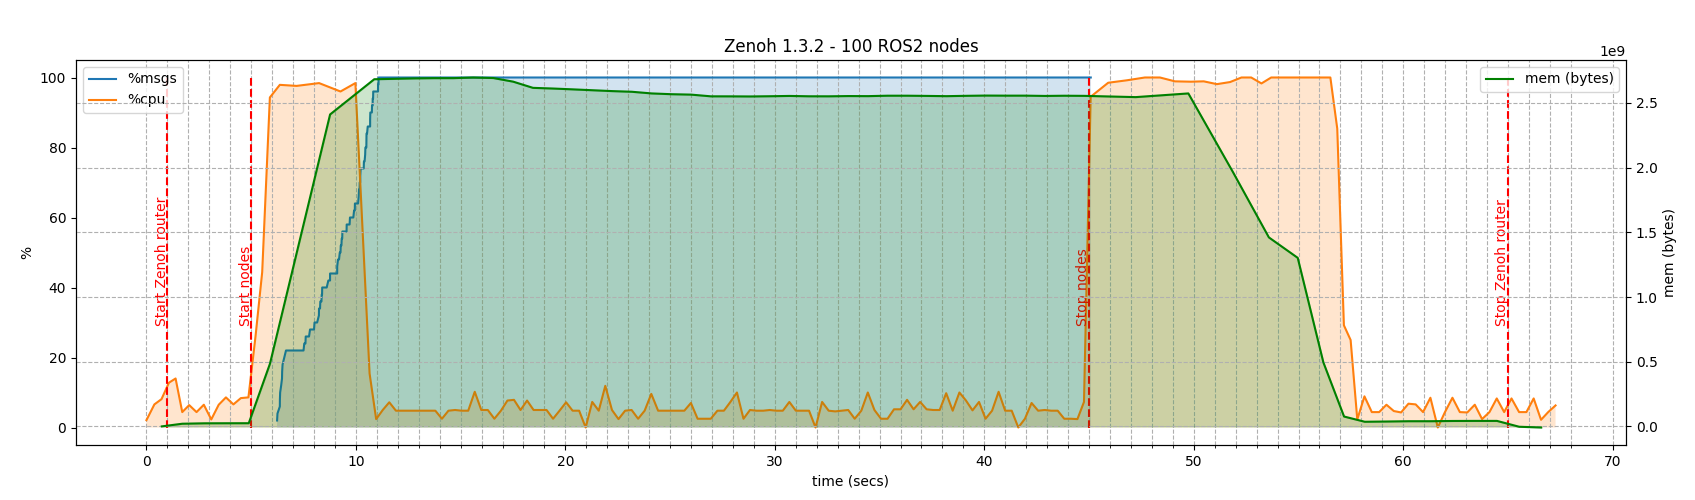 Zenoh 1.3.2 - 100 ROS2 nodes
1e9
%msgs
%cpu
mem (bytes)
100
80
60
40
20
0
%
2.5
2.0
1.5
1.0
0.5
0.0
mem (bytes)
Start Zenoh router
Start nodes
Stop nodes
Stop Zenoh router
0 10 20 30 40 50 60 70
time (secs)